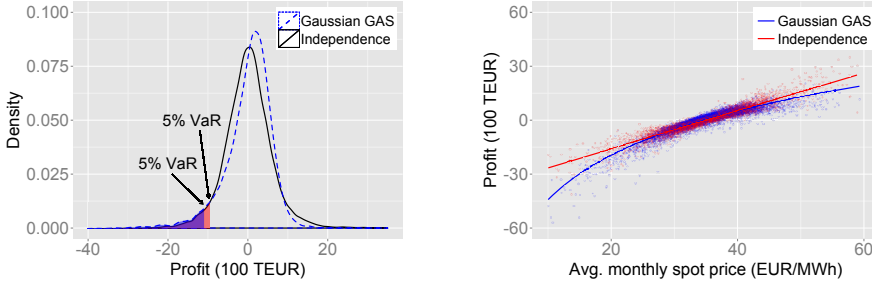 0.100
0.075
0.050
0.025
0.000
Density
Gaussian GAS
Independence
5% VaR
5% VaR
-40
-20
0
20
Profit (100 TEUR)
60
30
0
-30
-60
Profit (100 TEUR)
Gaussian GAS
Independence
20
40
60
Avg. monthly spot price (EUR/MWh)